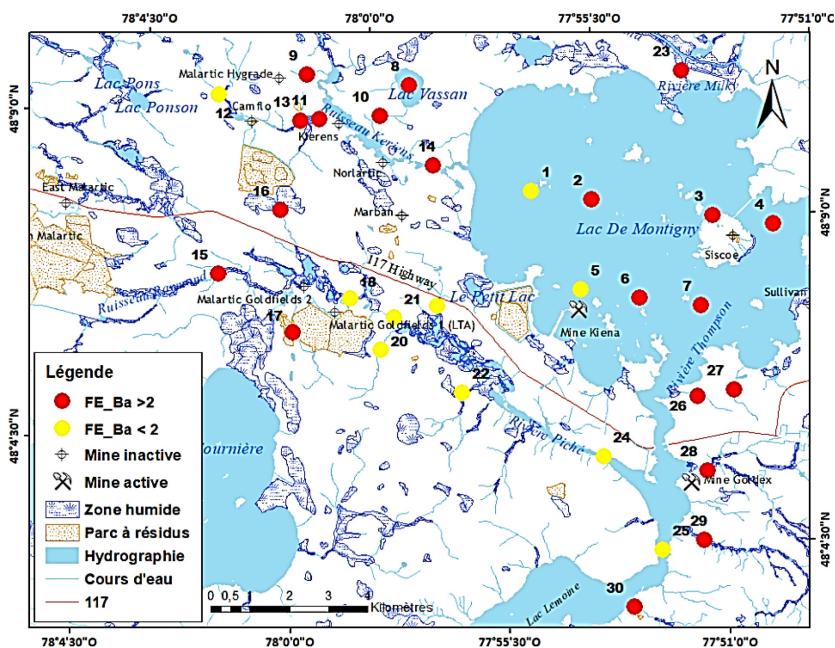 78°4'30"O 78°0'0"O 77°55'30"O 77°51'0"O
48°9'0"N
48°4'30"N
48°9'0"N
48°4'30"N
78°4'30"O 78°0'0"O 77°55'30"O 77°51'0"O
N
23
Rivière Milky
9
Malartic Hygrade
8
Lac Pons
Lac Vassan
Lac Ponson
12
Camflo
13
11
10
Kierens
Ruisseau Kierens
14
Norlartic
East Malartic
16
Marban
1
2
3
4
Lac De Montigny
Siscoe
Malartic
15
117 Highway
5
6
7
Sullivan
Ruisseau
18
21
Le Petit Lac
Malartic Goldfields 2
Mine Kiena
Rivière Thompson
17
Malartic Goldfields 1 (LTA)
20
22
27
26
Rivière Piché
24
28
Mine Goldex
25
29
30
Lac Lemoine
Légende
FE_Ba >2
FE_Ba < 2
Mine inactive
Mine active
Zone humide
Parc à résidus
Hydrographie
Cours d'eau
117
0 0,5 1 2 3 4
Kilomètres